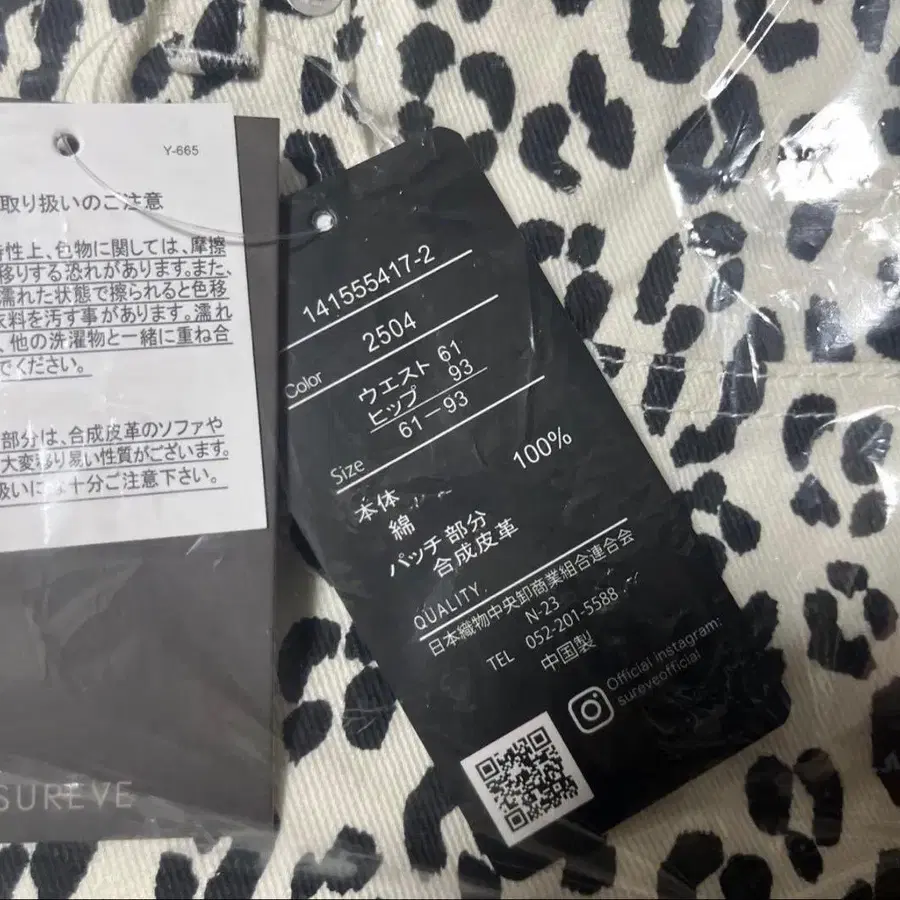 Y-665
取り扱いのご注意
特性上、包物に関しては、摩擦
移りする恐れがあります。また、
濡れた状態で擦られると色移
衣料を汚す事があります。濡れ
、他の洗濯物と一緒に重ね合
でください。
部分は、合成皮革のソファや
大変移り易い性質がございます。
扱いには十分ご注意下さい。
SUREVE
141555417-2
2504
Color
ウエスト 61
ヒップ 93
61-93
Size
本体
綿 100%
パッチ部分
合成皮革
QUALITY
日本織物中央卸商業組合連合会
N-23
TEL 052-201-5588
中国製
Official instagram:
sureveofficial